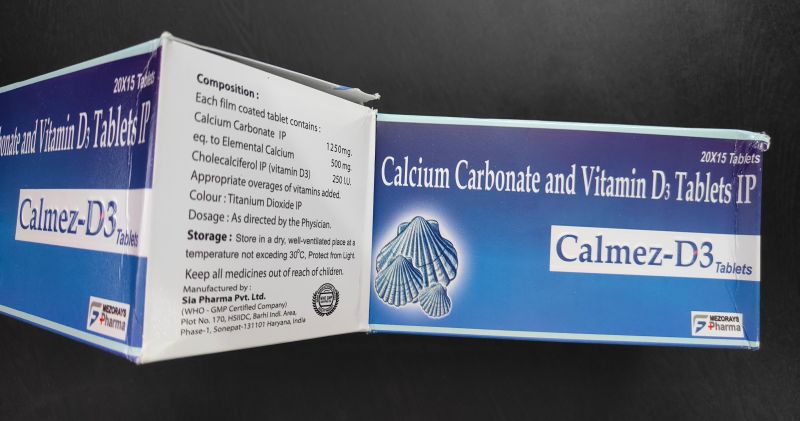 20X15 Tablets
bonate and Vitamin D3 Tablets IP
Calmez-D3
Tablets
MEZORAYS
Pharma
Composition :
Each film coated tablet contains :
Calcium Carbonate IP 1250mg.
eq. to Elemental Calcium 500 mg.
Cholecalciferol IP (vitamin D3) 250 I.U.
Appropriate overages of vitamins added.
Colour : Titanium Dioxide IP
Dosage : As directed by the Physician.
Storage : Store in a dry, well-ventilated place at a
temperature not exceeding 30°C, Protect from Light.
Keep all medicines out of reach of children.
Manufactured by :
Sia Pharma Pvt. Ltd.
(WHO - GMP Certified Company)
Plot No. 170, HSIIDC, Barhi Indl. Area,
Phase-1, Sonepat-131101 Haryana, India
20X15 Tablets
Calcium Carbonate and Vitamin D3 Tablets IP
Calmez-D3
Tablets
MEZORAYS
Pharma